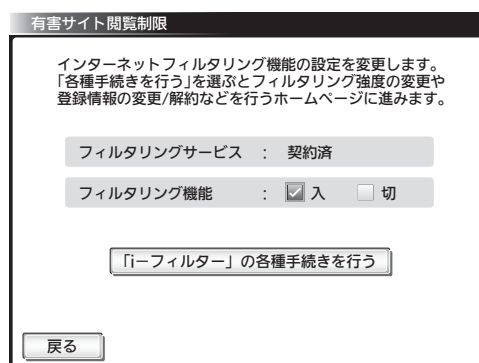 有害サイト閲覧制限
インターネットフィルタリング機能の設定を変更します。
「各種手続きを行う」を選ぶとフィルタリング強度の変更や
登録情報の変更/解約などを行うホームページに進みます。
フィルタリングサービス ： 契約済
フィルタリング機能 ： 入 切
「iーフィルター」の各種手続きを行う
戻る